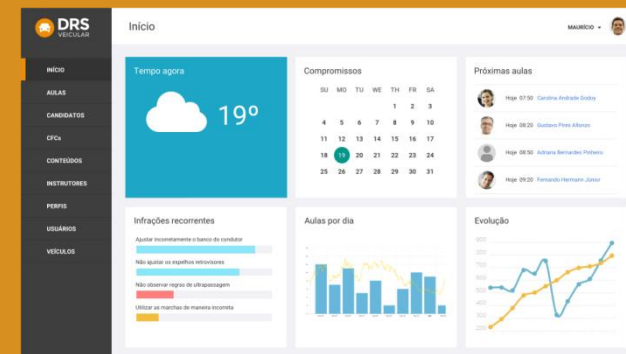 DRS
VEICULAR
Início
MAURÍCIO
INÍCIO
AULAS
CANDIDATOS
CFCs
CONTEÚDOS
INSTRUTORES
PERFIS
USUÁRIOS
VEÍCULOS
Tempo agora
19º
Compromissos
SU MO TU WE TH FR SA
1 2 3
4 5 6 7 8 9 10
11 12 13 14 15 16 17
18 19 20 21 22 23 24
25 26 27 28 29 30 31
Próximas aulas
Hoje 07:50 Carolina Andrade Godoy
Hoje 08:20 Gustavo Pires Afonso
Hoje 08:50 Adriana Bernardes Pinheiro
Hoje 09:20 Fernando Hermann Júnior
Infrações recorrentes
Ajustar incorretamente o banco do condutor
Não ajustar os espelhos retrovisores
Não observar regras de ultrapassagem
Utilizar as marchas de maneira incorreta
Aulas por dia
Evolução
900
800
700
600
500
400
300
200